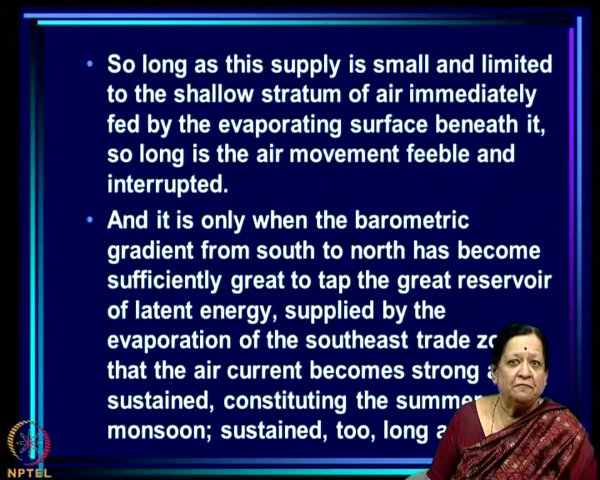 So long as this supply is small and limited
to the shallow stratum of air immediately
fed by the evaporating surface beneath it,
so long is the air movement feeble and
interrupted.
And it is only when the barometric
gradient from south to north has become
sufficiently great to tap the great reservoir
of latent energy, supplied by the
evaporation of the southeast trade
that the air current becomes strong
sustained, constituting the summer
monsoon; sustained, too, long
NPTEL